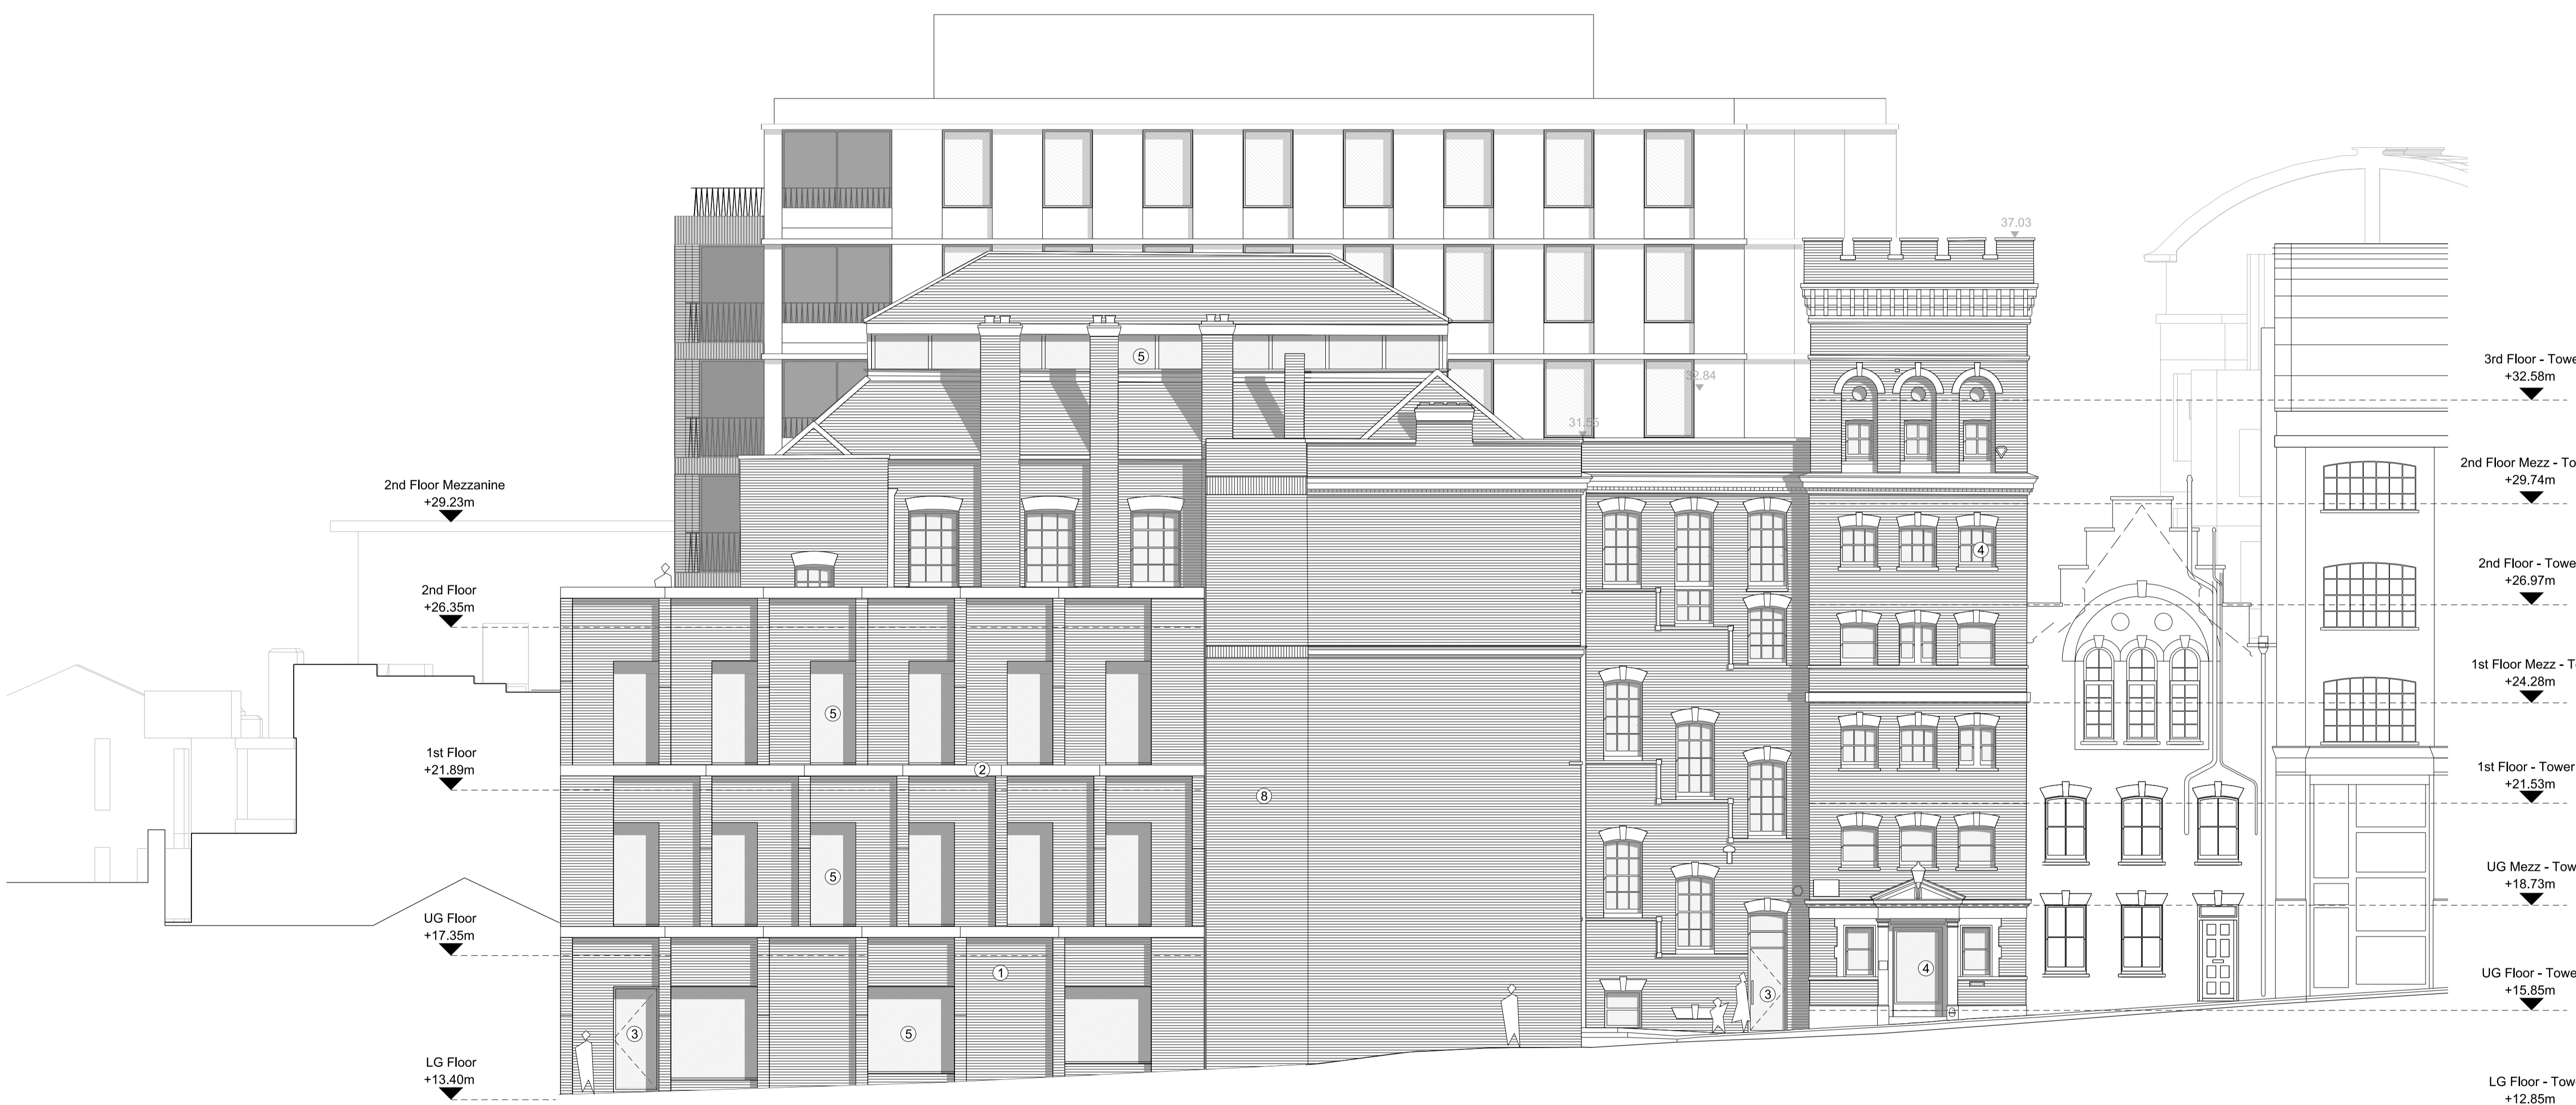 37.03
32.84
31.55
5
4
5
2
8
5
1
4
3
3
5
2nd Floor Mezzanine
+29.23m
2nd Floor
+26.35m
1st Floor
+21.89m
UG Floor
+17.35m
LG Floor
+13.40m
3rd Floor - Towe
+32.58m
2nd Floor Mezz - To
+29.74m
2nd Floor - Towe
+26.97m
1st Floor Mezz - T
+24.28m
1st Floor - Tower
+21.53m
UG Mezz - Tow
+18.73m
UG Floor - Towe
+15.85m
LG Floor - Tow
+12.85m